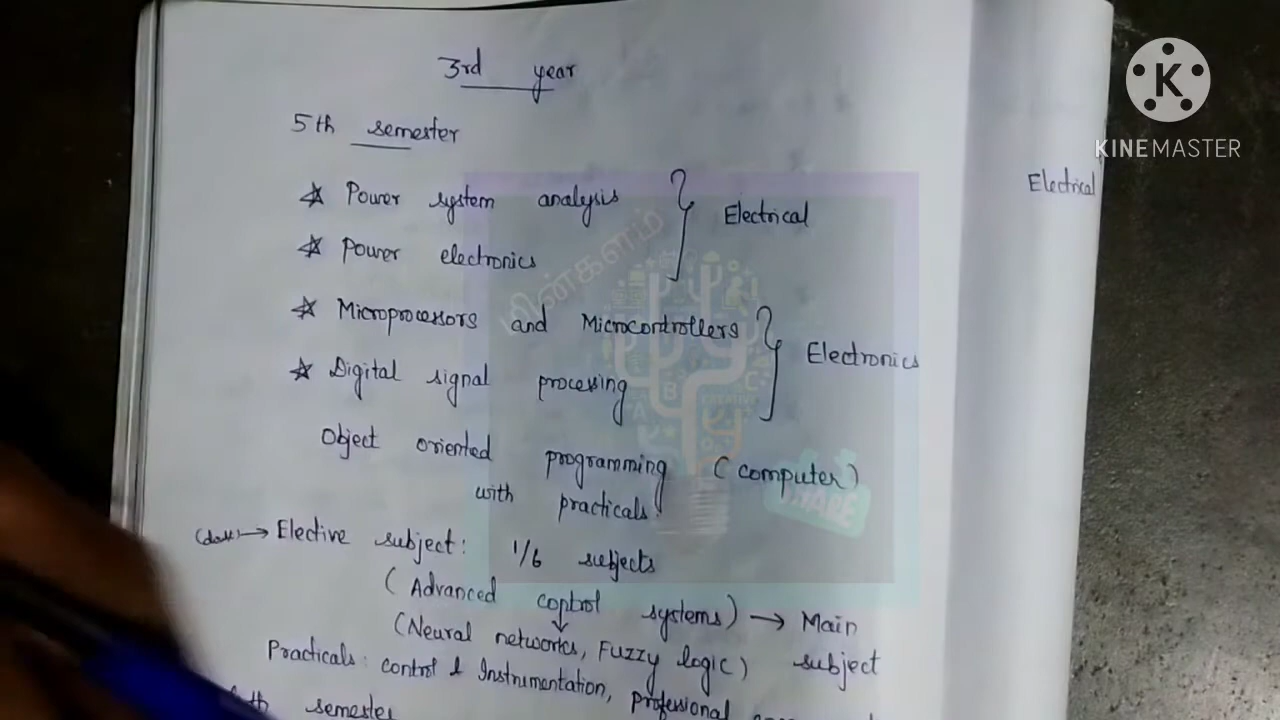 3rd year
5th semester
☆ Power system analysis
☆ Power electronics
Electrical
☆ Microprocessors and Microcontrollers
☆ Digital signal processing
Electronics
Object oriented programming (computer)
with practicals
→ Elective subject: 1/6 subjects
(Advanced control systems) → Main subject
(Neural networks, Fuzzy logic)
Practicals: control & Instrumentation, professional
semester
Electrical
மின்களம்
SHARE
K
KINEMASTER